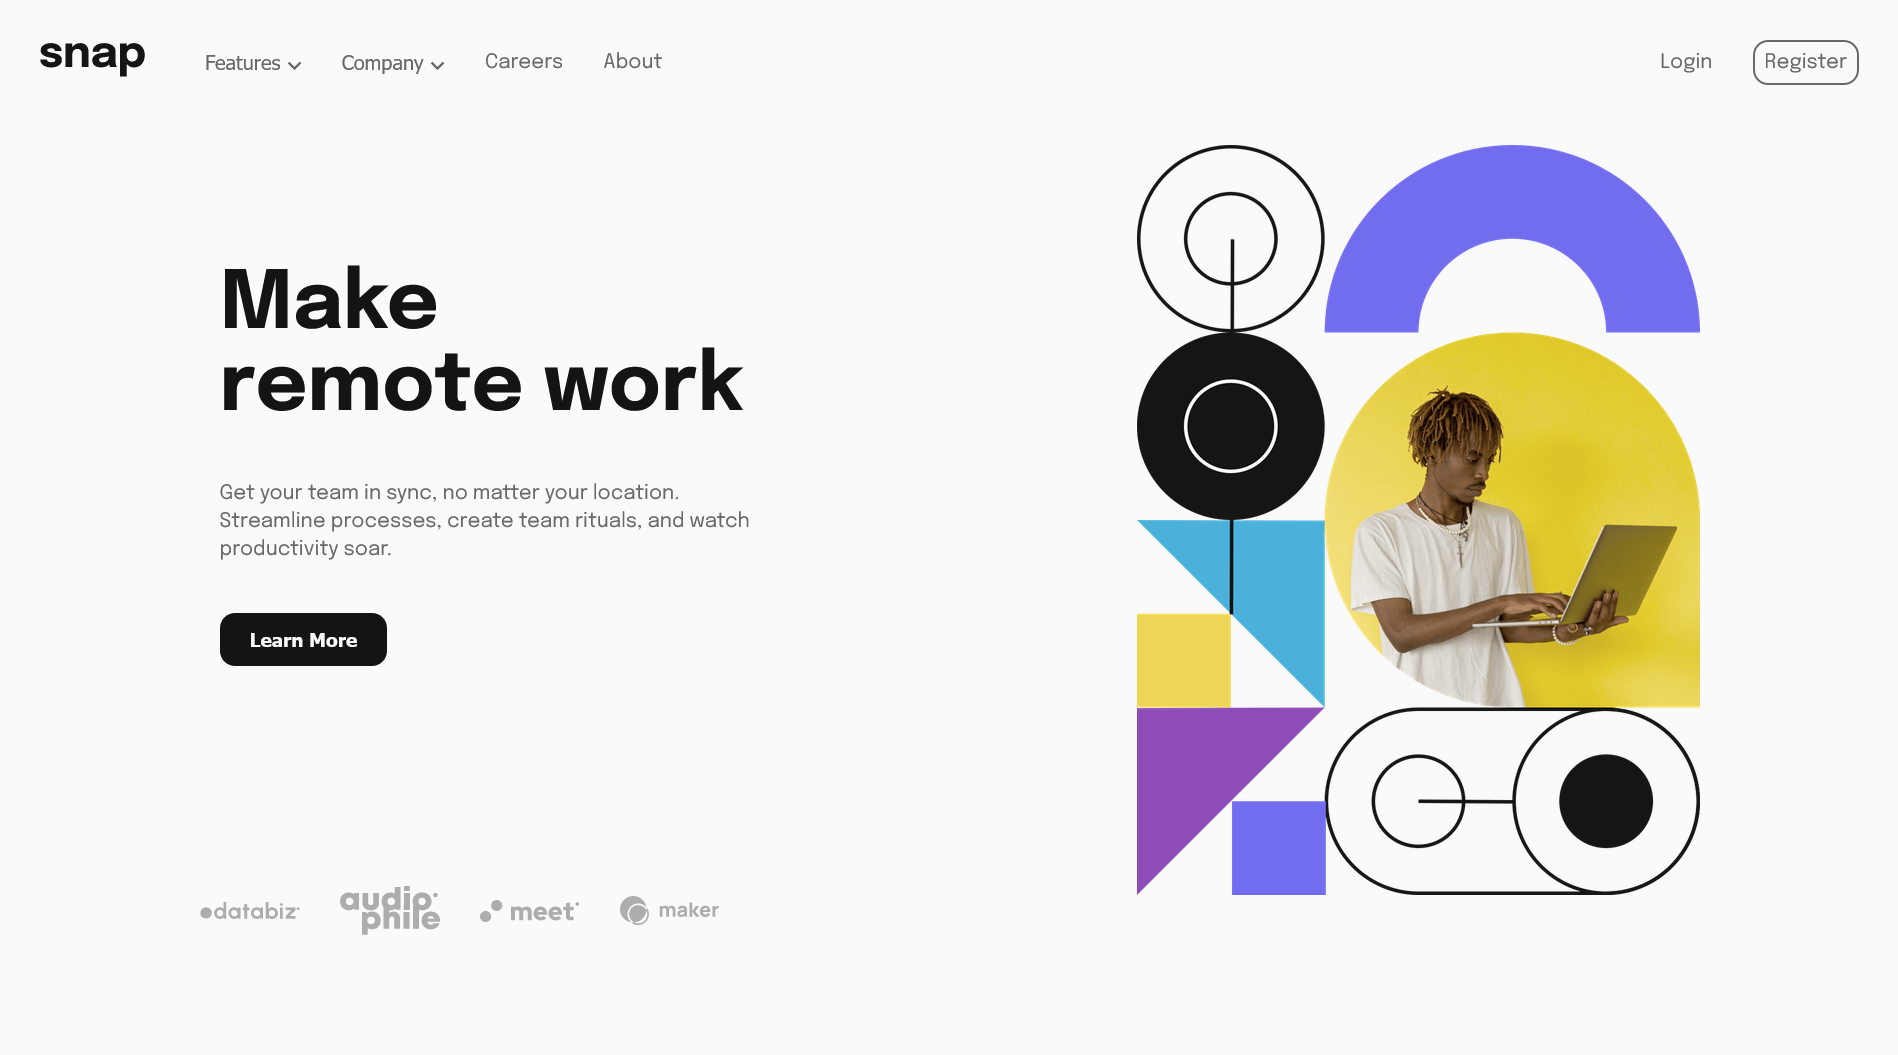 snap
Features
Company
Careers
About
Login
Register
Make
remote work
Get your team in sync, no matter your location.
Streamline processes, create team rituals, and watch
productivity soar.
Learn More
databiz
audio
phile
meet
maker